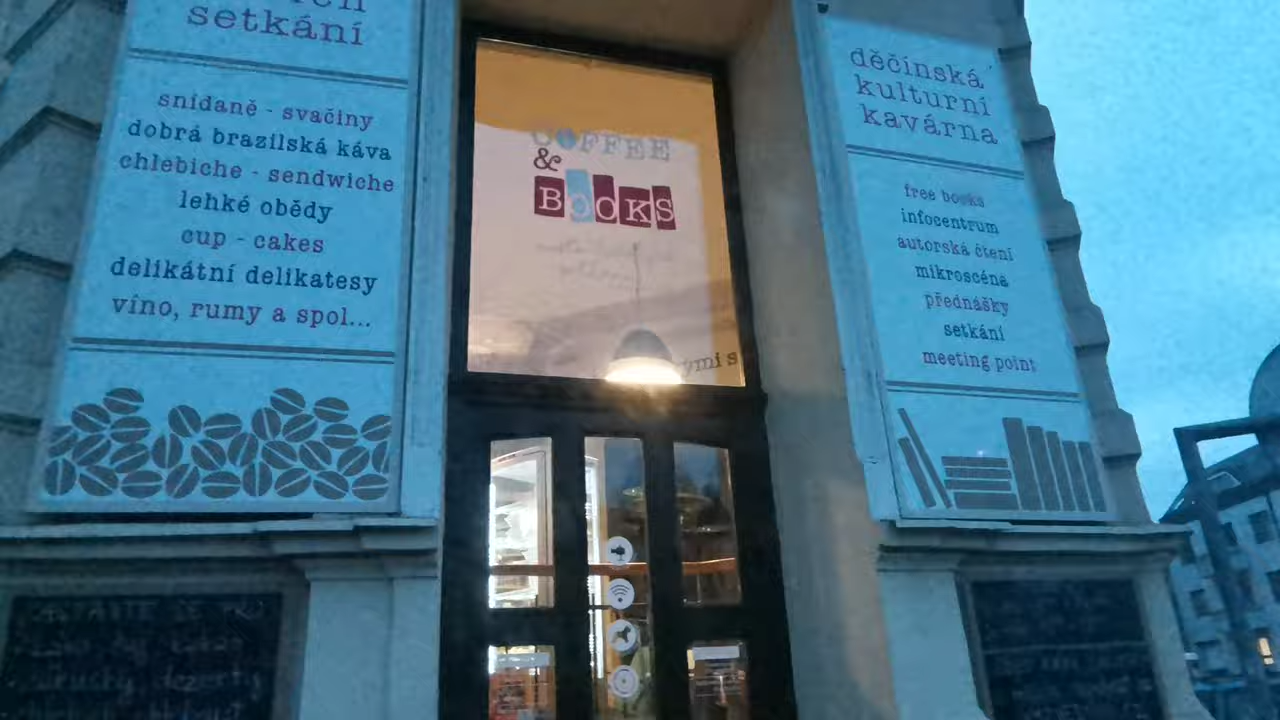 setkání
snídaně - svačiny
dobrá brazilská káva
chlebiche - sendwiche
lehké obědy
cup - cakes
delikátní delikatesy
víno, rumy a spol...
COFFEE
&
BOOKS
děčínská
kulturní
kavárna
free books
infocentrum
autorská čtení
mikroscéna
přednášky
setkání
meeting point